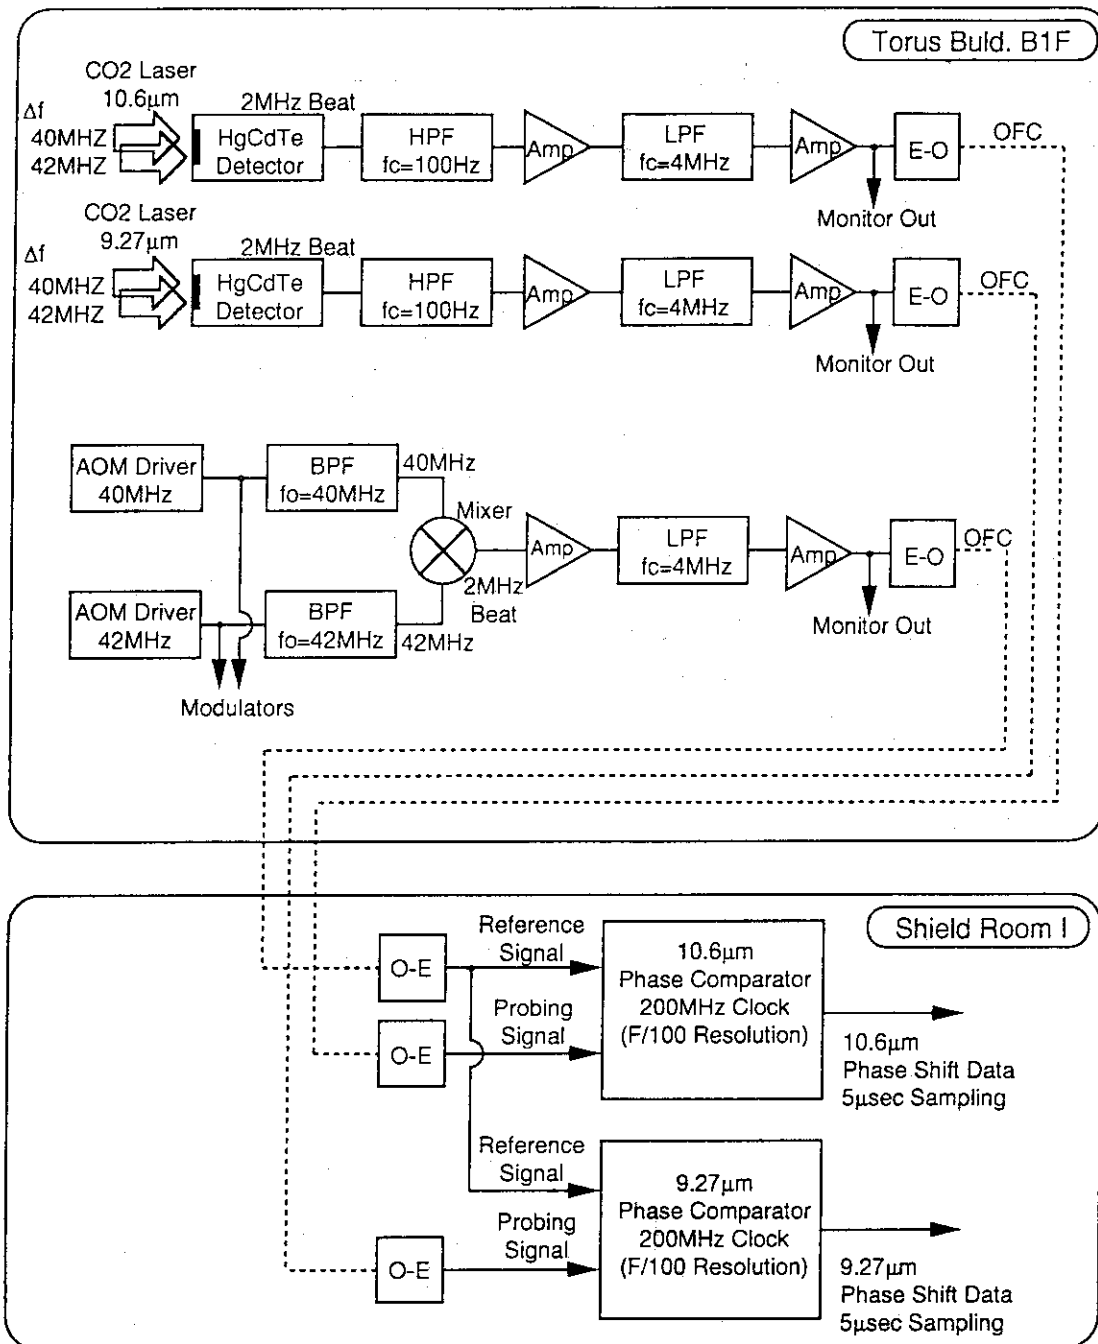 Torus Buld. B1F
CO2 Laser
10.6µm
Δf
40MHZ
42MHZ
2MHz Beat
HgCdTe
Detector
HPF
fc=100Hz
Amp
LPF
fc=4MHz
Amp
E-O
OFC
Monitor Out
CO2 Laser
9.27µm
Δf
40MHZ
42MHZ
2MHz Beat
HgCdTe
Detector
HPF
fc=100Hz
Amp
LPF
fc=4MHz
Amp
E-O
OFC
Monitor Out
AOM Driver
40MHz
BPF
fo=40MHz
40MHz
Mixer
Amp
LPF
fc=4MHz
Amp
E-O
OFC
2MHz
Beat
Monitor Out
AOM Driver
42MHz
BPF
fo=42MHz
42MHz
Modulators
Shield Room I
O-E
Reference
Signal
10.6µm
Phase Comparator
200MHz Clock
(F/100 Resolution)
Probing
Signal
O-E
10.6µm
Phase Shift Data
5µsec Sampling
Reference
Signal
9.27µm
Phase Comparator
200MHz Clock
(F/100 Resolution)
Probing
Signal
O-E
9.27µm
Phase Shift Data
5µsec Sampling